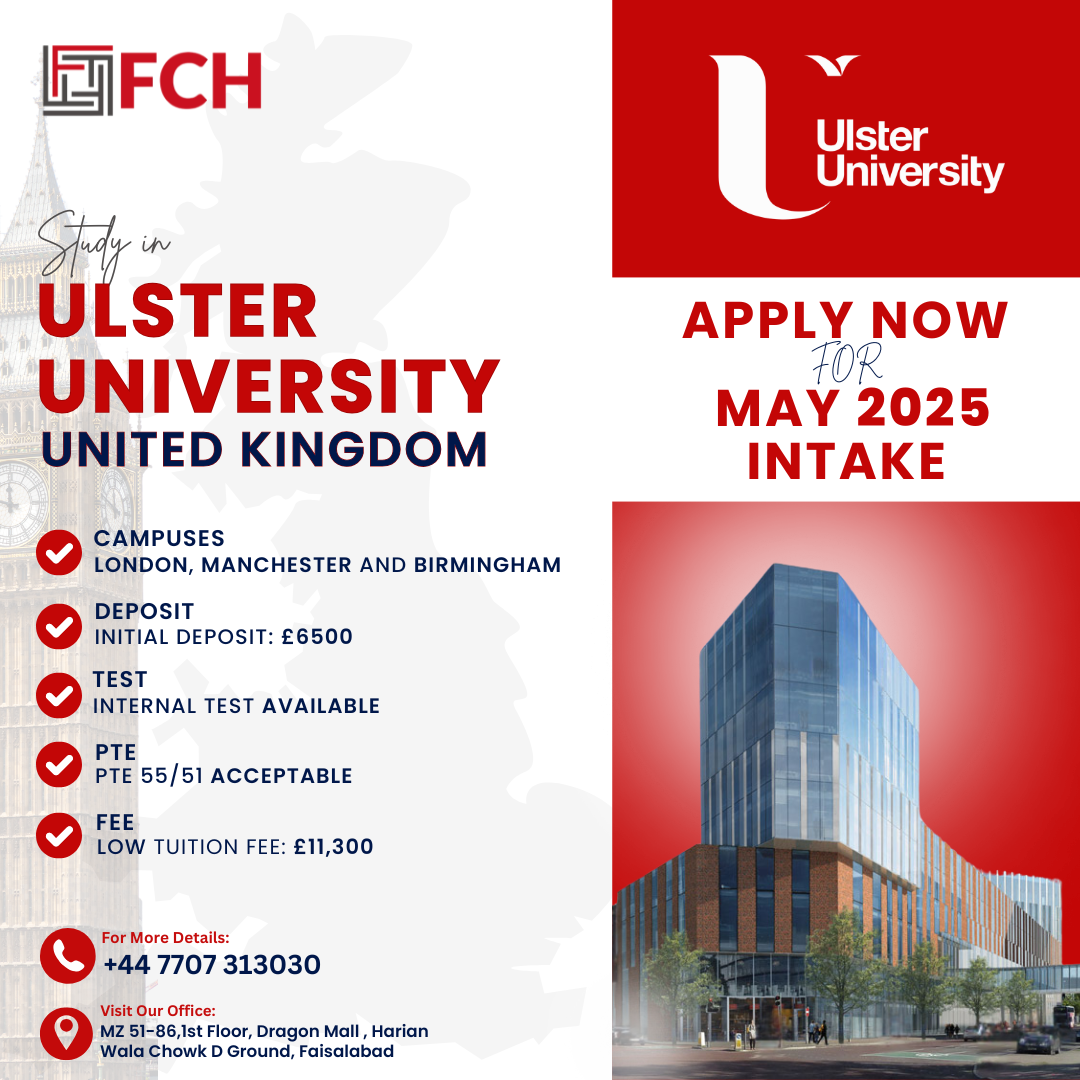 FCH
Ulster
University
Study in
ULSTER
UNIVERSITY
UNITED KINGDOM
APPLY NOW
FOR
MAY 2025
INTAKE
CAMPUSES
LONDON, MANCHESTER AND BIRMINGHAM
DEPOSIT
INITIAL DEPOSIT: £6500
TEST
INTERNAL TEST AVAILABLE
PTE
PTE 55/51 ACCEPTABLE
FEE
LOW TUITION FEE: £11,300
For More Details:
+44 7707 313030
Visit Our Office:
MZ 51-86,1st Floor, Dragon Mall , Harian
Wala Chowk D Ground, Faisalabad